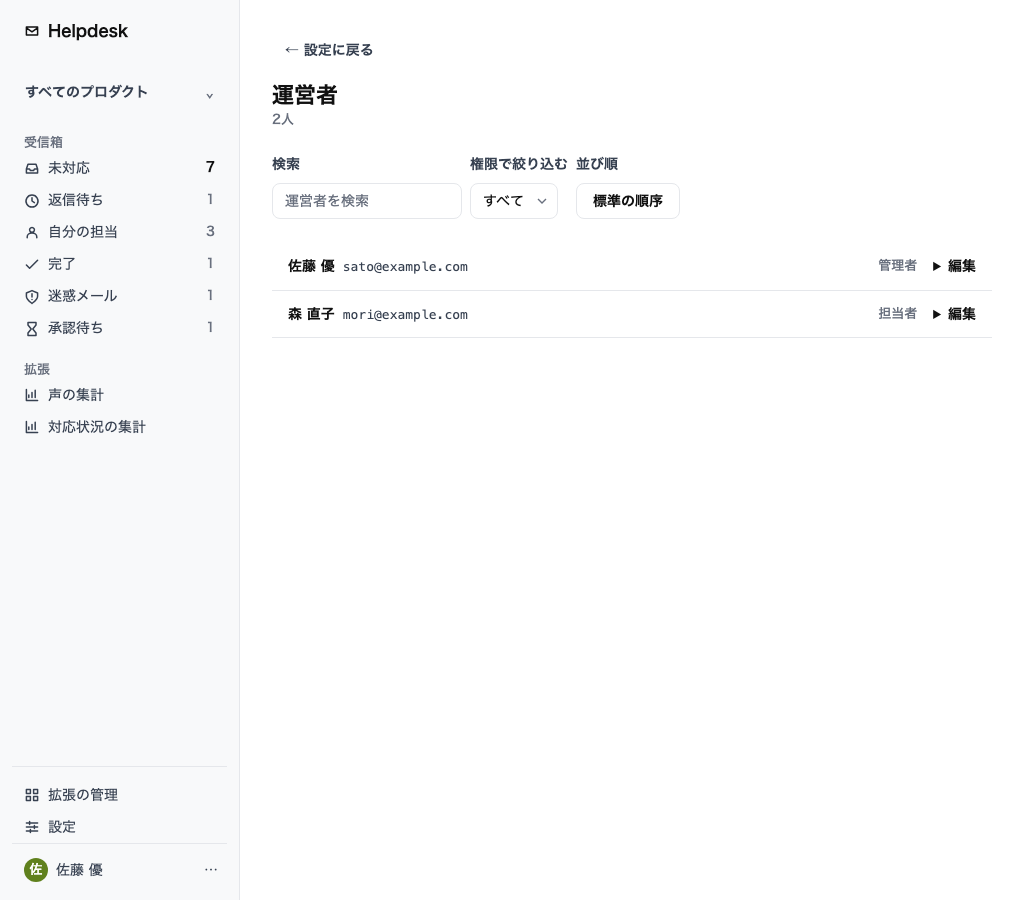 Helpdesk
すべてのプロダクト
受信箱
未対応 7
返信待ち 1
自分の担当 3
完了 1
迷惑メール 1
承認待ち 1
拡張
声の集計
対応状況の集計
拡張の管理
設定
佐 佐藤 優 …
← 設定に戻る
運営者
2人
検索 権限で絞り込む 並び順
運営者を検索 すべて 標準の順序
佐藤 優 sato@example.com 管理者 ▶ 編集
森 直子 mori@example.com 担当者 ▶ 編集